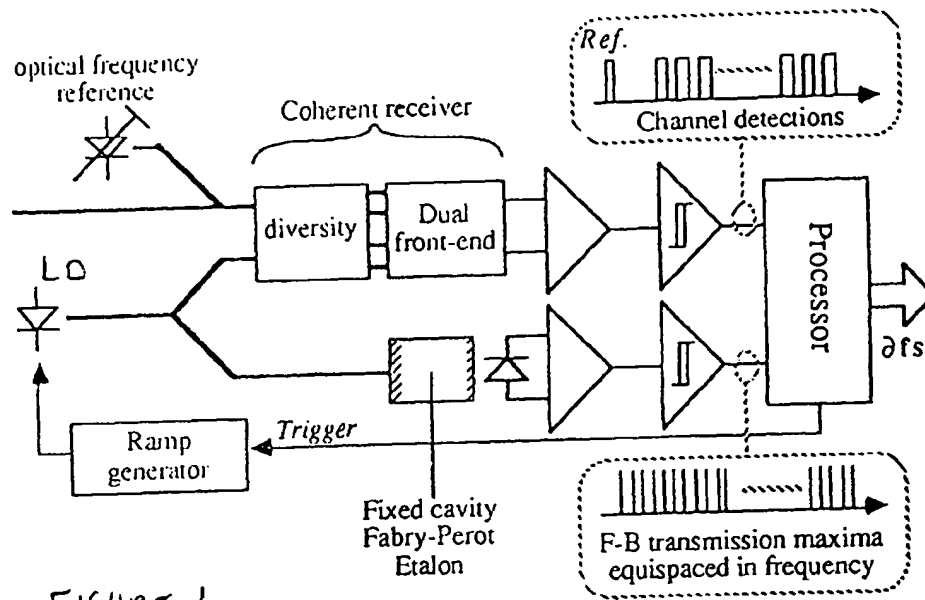 optical frequency
reference
Coherent receiver
Ref.
Channel detections
diversity
Dual
front-end
Processor
LD
∂fs
Trigger
Ramp
generator
Fixed cavity
Fabry-Perot
Etalon
F-B transmission maxima
equispaced in frequency
FIGURE 1